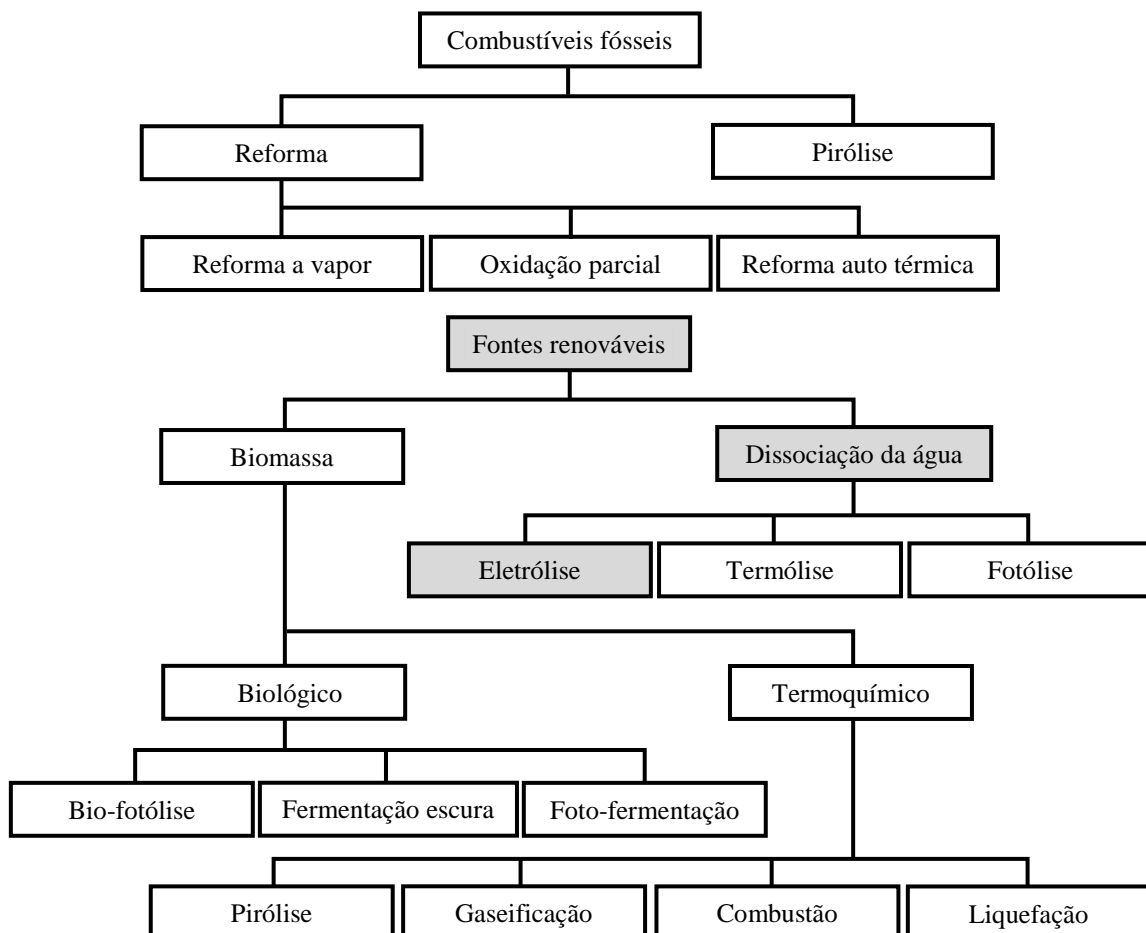 Combustíveis fósseis
Reforma
Pirólise
Reforma a vapor
Oxidação parcial
Reforma auto térmica
Fontes renováveis
Biomassa
Dissociação da água
Eletrólise
Termólise
Fotólise
Biológico
Termoquímico
Bio-fotólise
Fermentação escura
Foto-fermentação
Pirólise
Gaseificação
Combustão
Liquefação